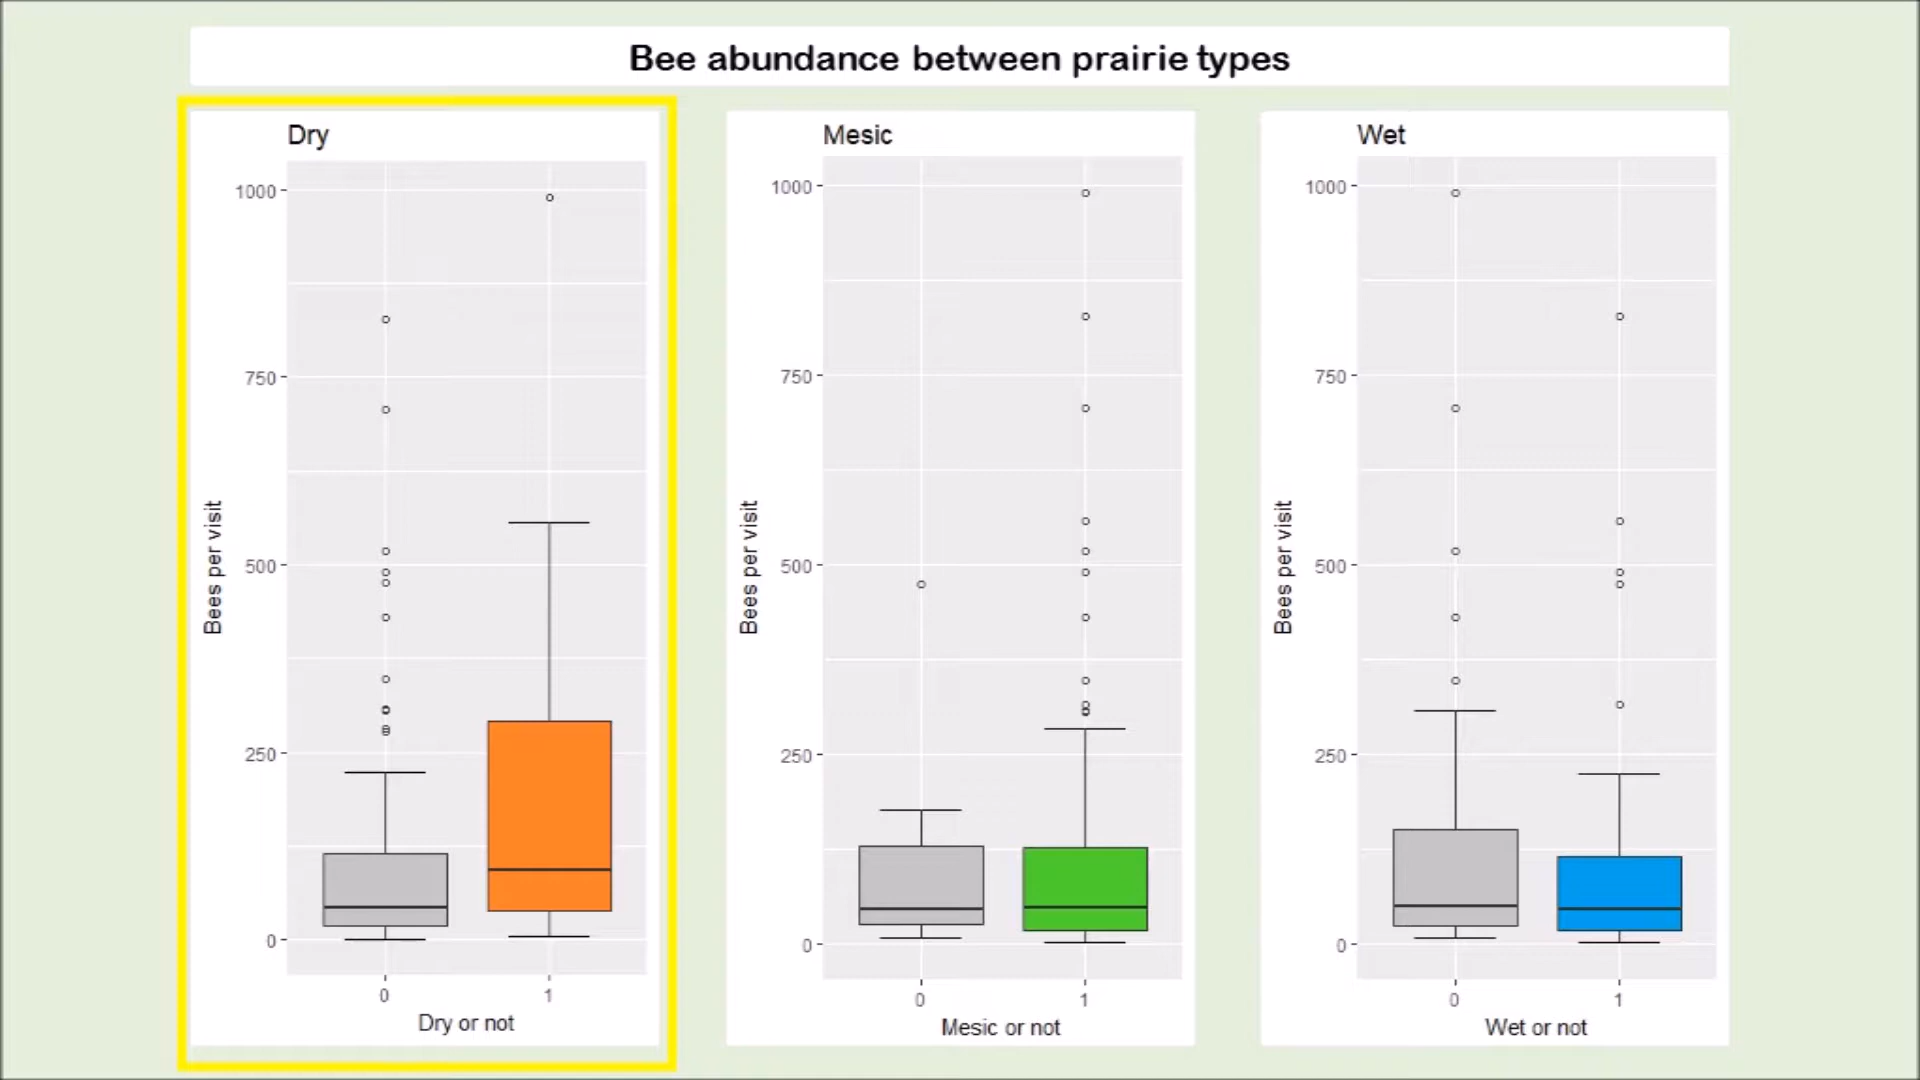 Bee abundance between prairie types
Dry
1000
750
500
250
0
Bees per visit
0 1
Dry or not
Mesic
1000
750
500
250
0
Bees per visit
0 1
Mesic or not
Wet
1000
750
500
250
0
Bees per visit
0 1
Wet or not